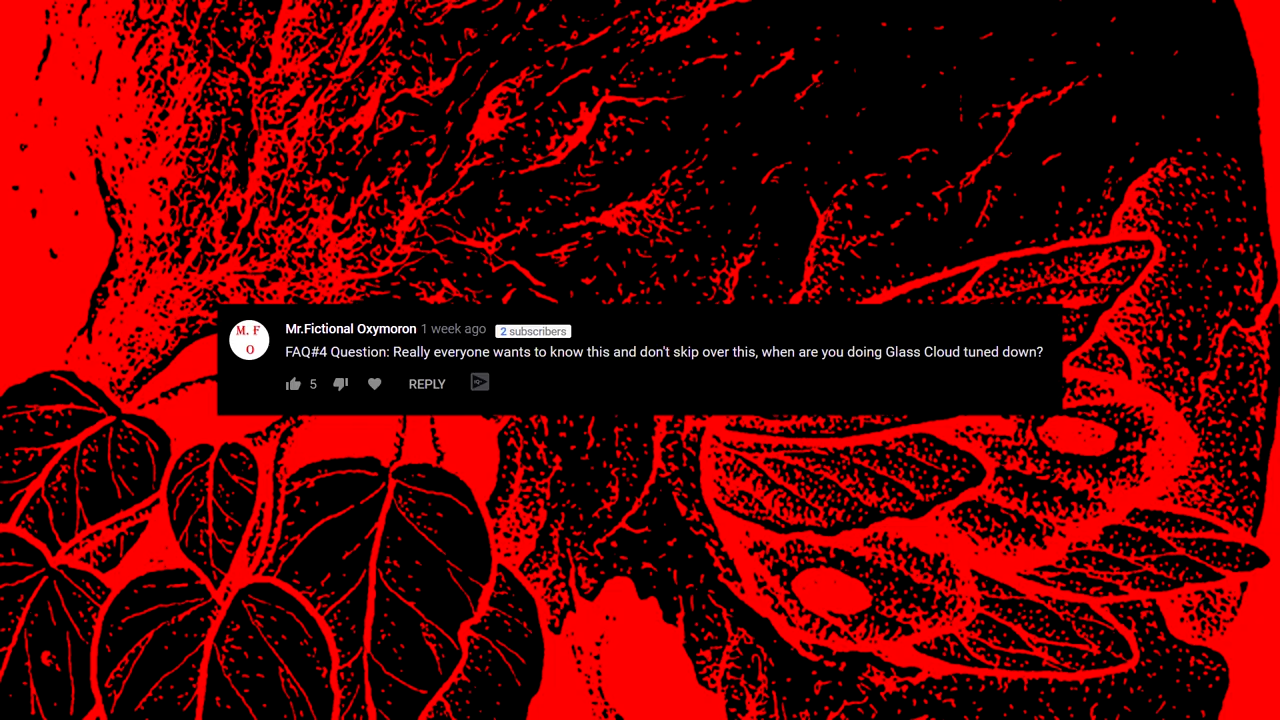 M. F
O
Mr.Fictional Oxymoron 1 week ago 2 subscribers
FAQ#4 Question: Really everyone wants to know this and don't skip over this, when are you doing Glass Cloud tuned down?
5 REPLY